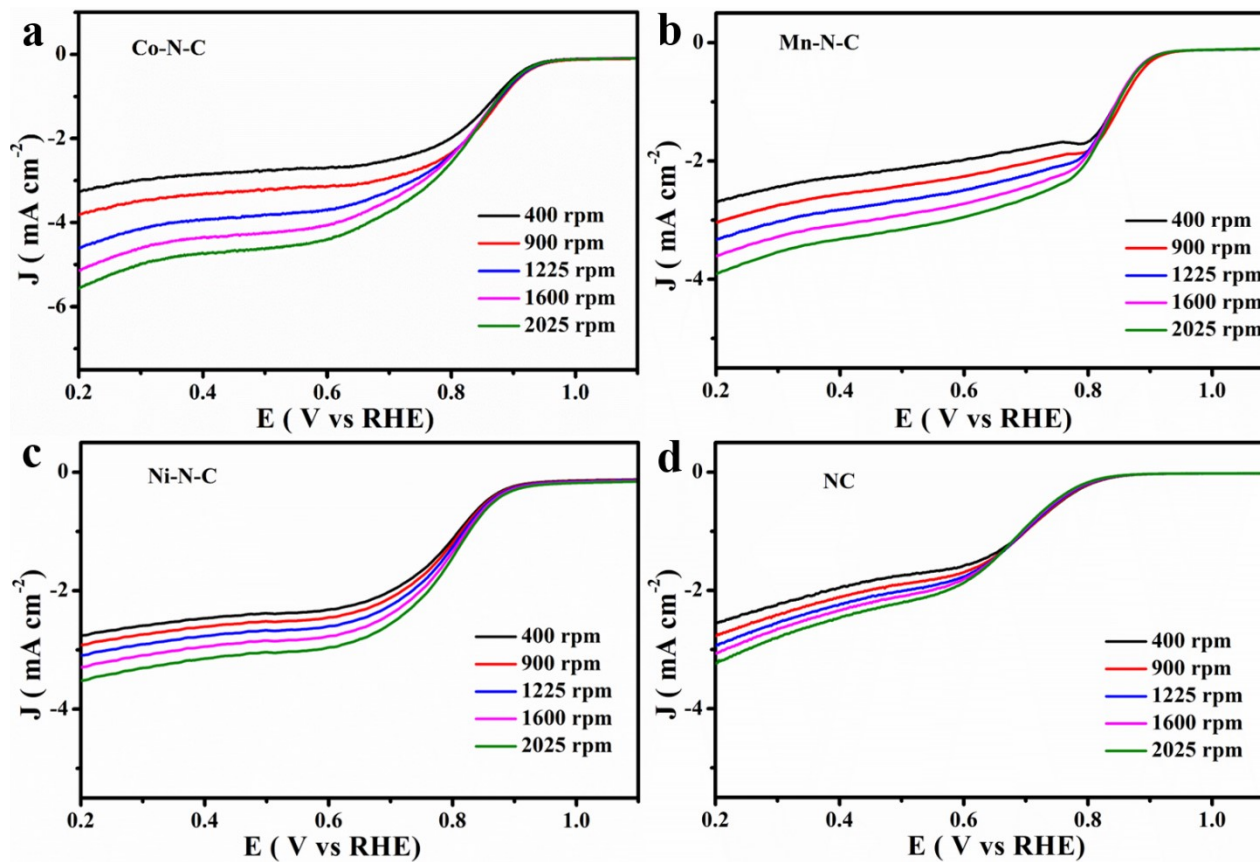 a
Co-N-C
0
-2
-4
-6
J ( mA cm⁻²)
400 rpm
900 rpm
1225 rpm
1600 rpm
2025 rpm
0.2 0.4 0.6 0.8 1.0
E ( V vs RHE)
b
Mn-N-C
0
-2
-4
J ( mA cm⁻²)
400 rpm
900 rpm
1225 rpm
1600 rpm
2025 rpm
0.2 0.4 0.6 0.8 1.0
E ( V vs RHE)
c
Ni-N-C
0
-2
-4
J ( mA cm⁻²)
400 rpm
900 rpm
1225 rpm
1600 rpm
2025 rpm
0.2 0.4 0.6 0.8 1.0
E ( V vs RHE)
d
NC
0
-2
-4
J ( mA cm⁻²)
400 rpm
900 rpm
1225 rpm
1600 rpm
2025 rpm
0.2 0.4 0.6 0.8 1.0
E ( V vs RHE)